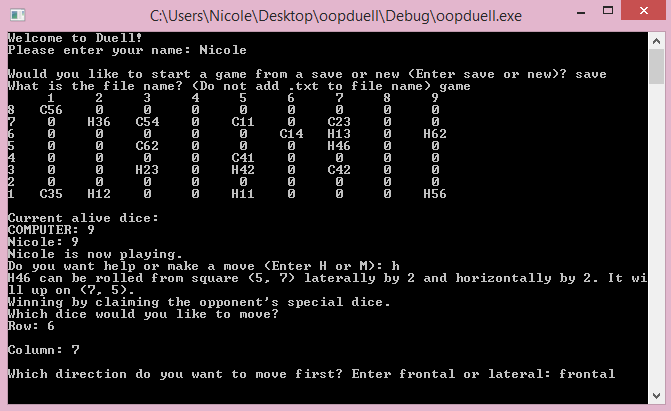 C:\Users\Nicole\Desktop\oopduell\Debug\oopduell.exe
Welcome to Duell!
Please enter your name: Nicole
Would you like to start a game from a save or new (Enter save or new)? save
What is the file name? (Do not add .txt to file name) game
1 2 3 4 5 6 7 8 9
8 C56 0 0 0 0 0 0 0 0
7 0 H36 C54 0 C11 0 C23 0 0
6 0 0 0 0 0 C14 H13 0 H62
5 0 0 C62 0 0 0 H46 0 0
4 0 0 0 0 C41 0 0 0 0
3 0 0 H23 0 H42 0 C42 0 0
2 0 0 0 0 0 0 0 0 0
1 C35 H12 0 0 H11 0 0 0 H56
Current alive dice:
COMPUTER: 9
Nicole: 9
Nicole is now playing.
Do you want help or make a move (Enter H or M): h
H46 can be rolled from square (5, 7) laterally by 2 and horizontally by 2. It wi
ll up on (7, 5).
Winning by claiming the opponent's special dice.
Which dice would you like to move?
Row: 6
Column: 7
Which direction do you want to move first? Enter frontal or lateral: frontal